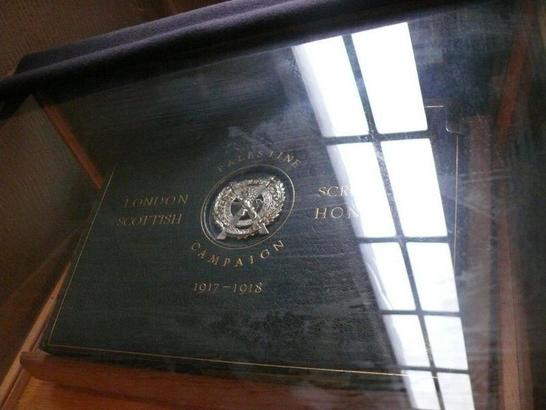 PALESTINE
LONDON
SCOTTISH
CAMPAIGN
1917-1918